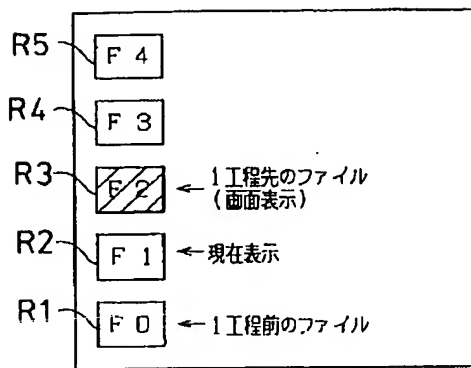 R5 F 4
R4 F 3
R3 F 2 ← 1工程先のファイル
(画面表示)
R2 F 1 ← 現在表示
R1 F 0 ← 1工程前のファイル